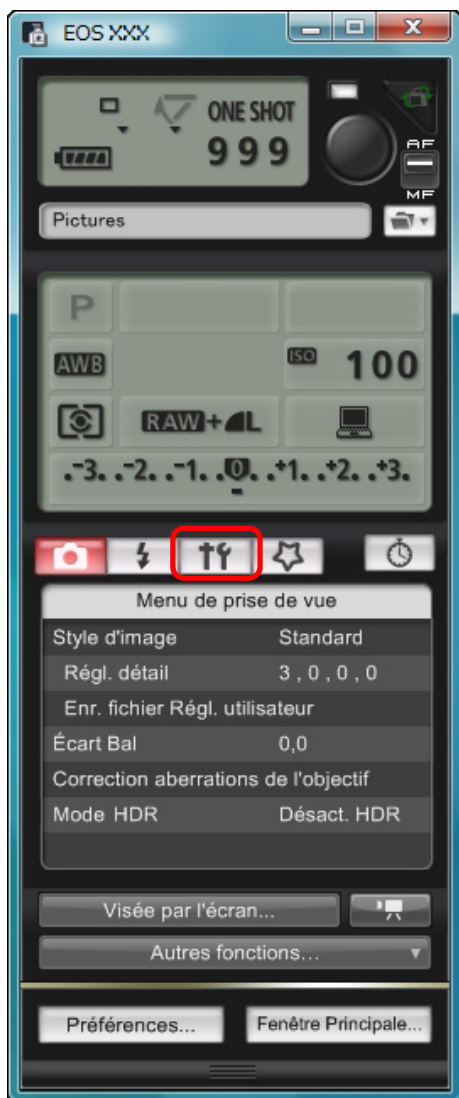 EOS XXX
ONE SHOT
999
AF
MF
Pictures
P
AWB
ISO 100
RAW+L
.-3. .-2. .-1. .0. .+1. .+2. .+3.
Menu de prise de vue
Style d'image Standard
Régl. détail 3 , 0 , 0 , 0
Enr. fichier Régl. utilisateur
Écart Bal 0,0
Correction aberrations de l'objectif
Mode HDR Désact. HDR
Visée par l'écran...
Autres fonctions...
Préférences... Fenêtre Principale...